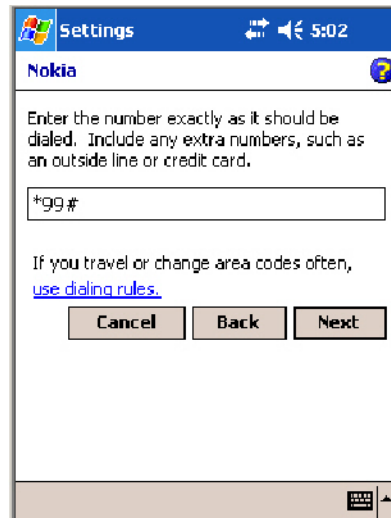 Settings 5:02
Nokia ?
Enter the number exactly as it should be
dialed. Include any extra numbers, such as
an outside line or credit card.
*99#
If you travel or change area codes often,
use dialing rules.
Cancel Back Next